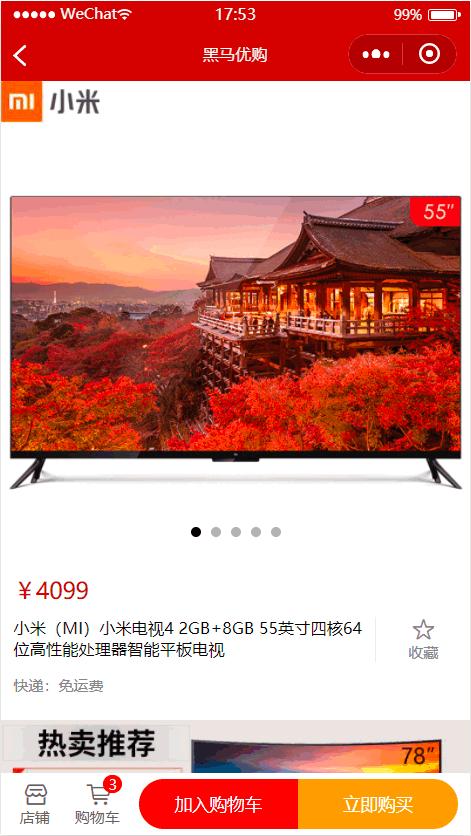 WeChat 17:53 99%
黑马优购
mi 小米
55"
￥4099
小米（MI）小米电视4 2GB+8GB 55英寸四核64
位高性能处理器智能平板电视
收藏
快递：免运费
热卖推荐
78"
3
店铺 购物车 加入购物车 立即购买